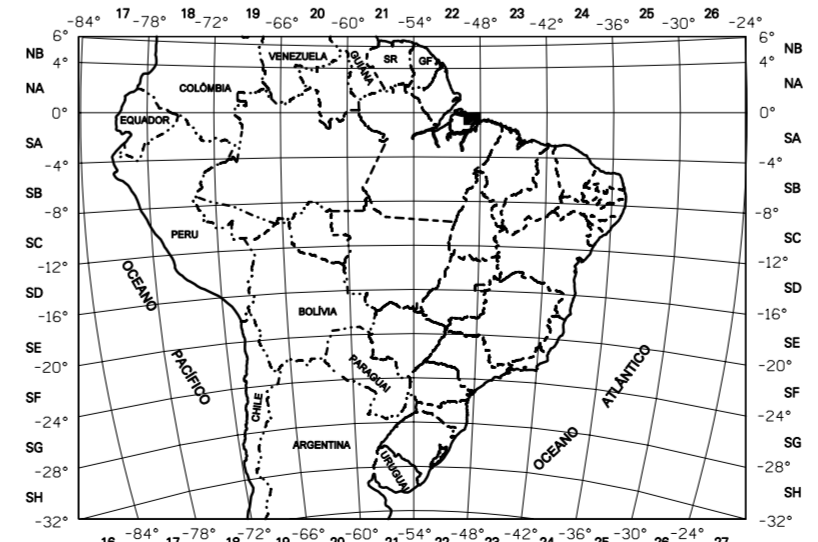 17 18 19 20 21 22 23 24 25 26
-84° -78° -72° -66° -60° -54° -48° -42° -36° -30° -24°
6° 6°
NB NB
4° 4°
VENEZUELA GUIANA SR GF
NA NA
COLÔMBIA
0° 0°
EQUADOR
SA SA
-4° -4°
SB SB
-8° -8°
PERU
SC SC
-12° -12°
OCEANO
SD SD
-16° BOLÍVIA -16°
SE SE
-20° PACÍFICO PARAGUAI ATLÂNTICO -20°
SF CHILE SF
-24° -24°
SG ARGENTINA OCEANO SG
-28° URUGUAI -28°
SH SH
-32° -32°
-84° -78° -72° -66° -60° -54° -48° -42° -36° -30° -24°
16 17 18 19 20 21 22 23 24 25 26 27